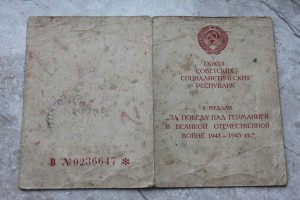 В №0236647 *
СОЮЗ
СОВЕТСКИХ
СОЦИАЛИСТИЧЕСКИХ
РЕСПУБЛИК
К МЕДАЛИ
"ЗА ПОБЕДУ НАД ГЕРМАНИЕЙ
В ВЕЛИКОЙ ОТЕЧЕСТВЕННОЙ
ВОЙНЕ 1941—1945 гг."